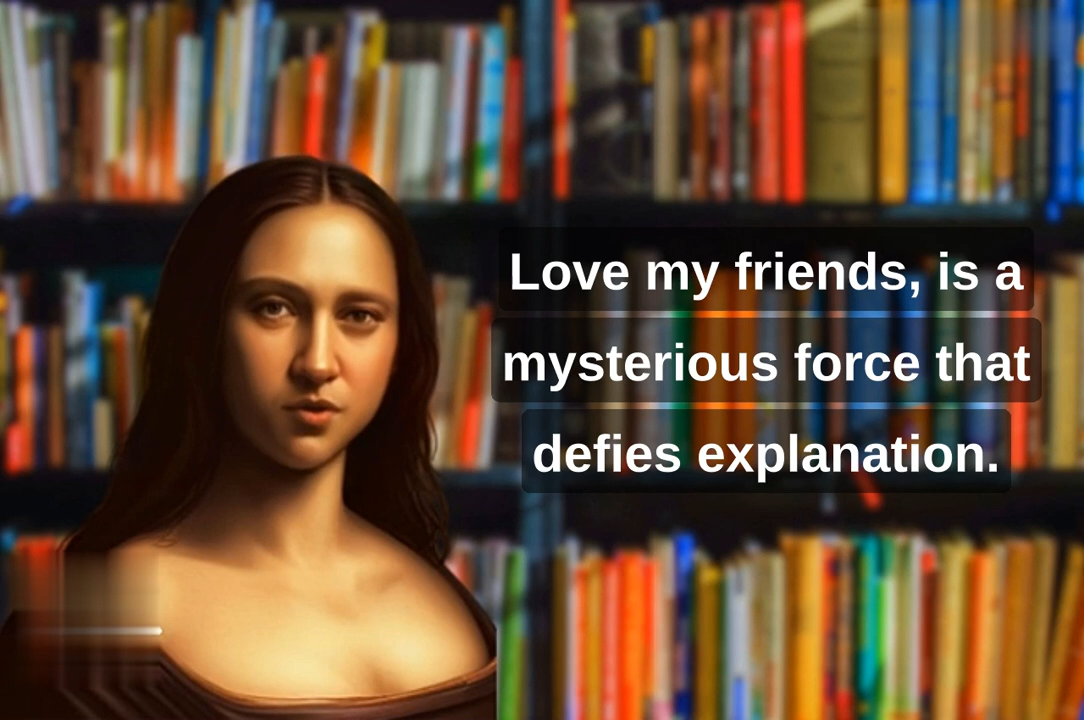 Love my friends, is a
mysterious force that
defies explanation.